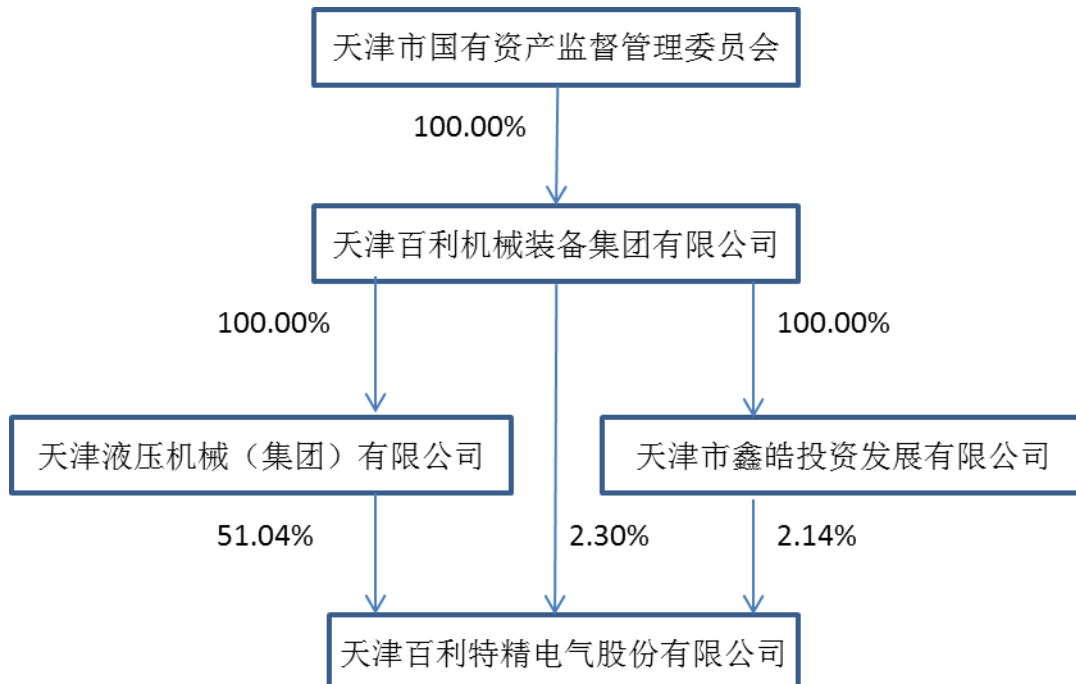 天津市国有资产监督管理委员会
100.00%
天津百利机械装备集团有限公司
100.00%
100.00%
天津液压机械（集团）有限公司
天津市鑫皓投资发展有限公司
51.04%
2.30%
2.14%
天津百利特精电气股份有限公司